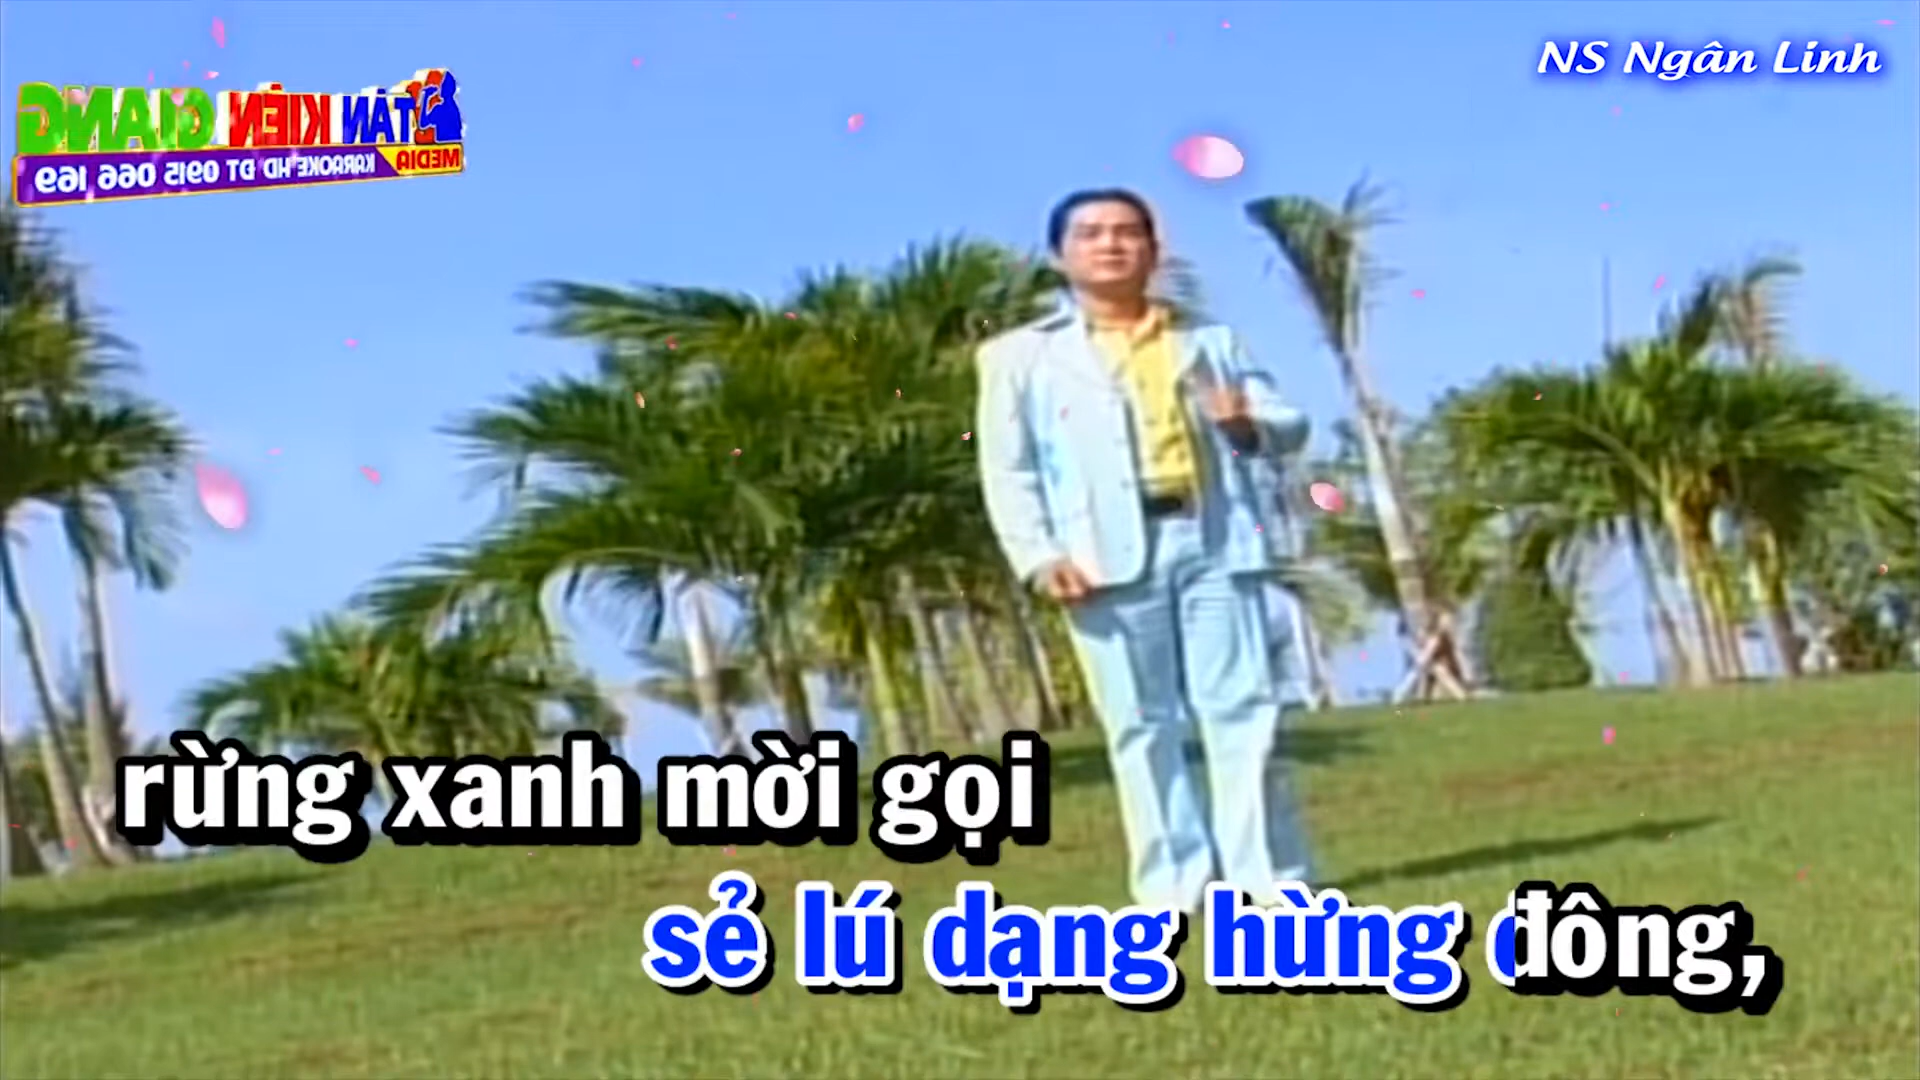 NS Ngân Linh
TÂN KIÊN GIANG
MEDIA KARAOKE HD ĐT 0915 066 169
rừng xanh mời gọi
sẻ lú dạng hừng đông,